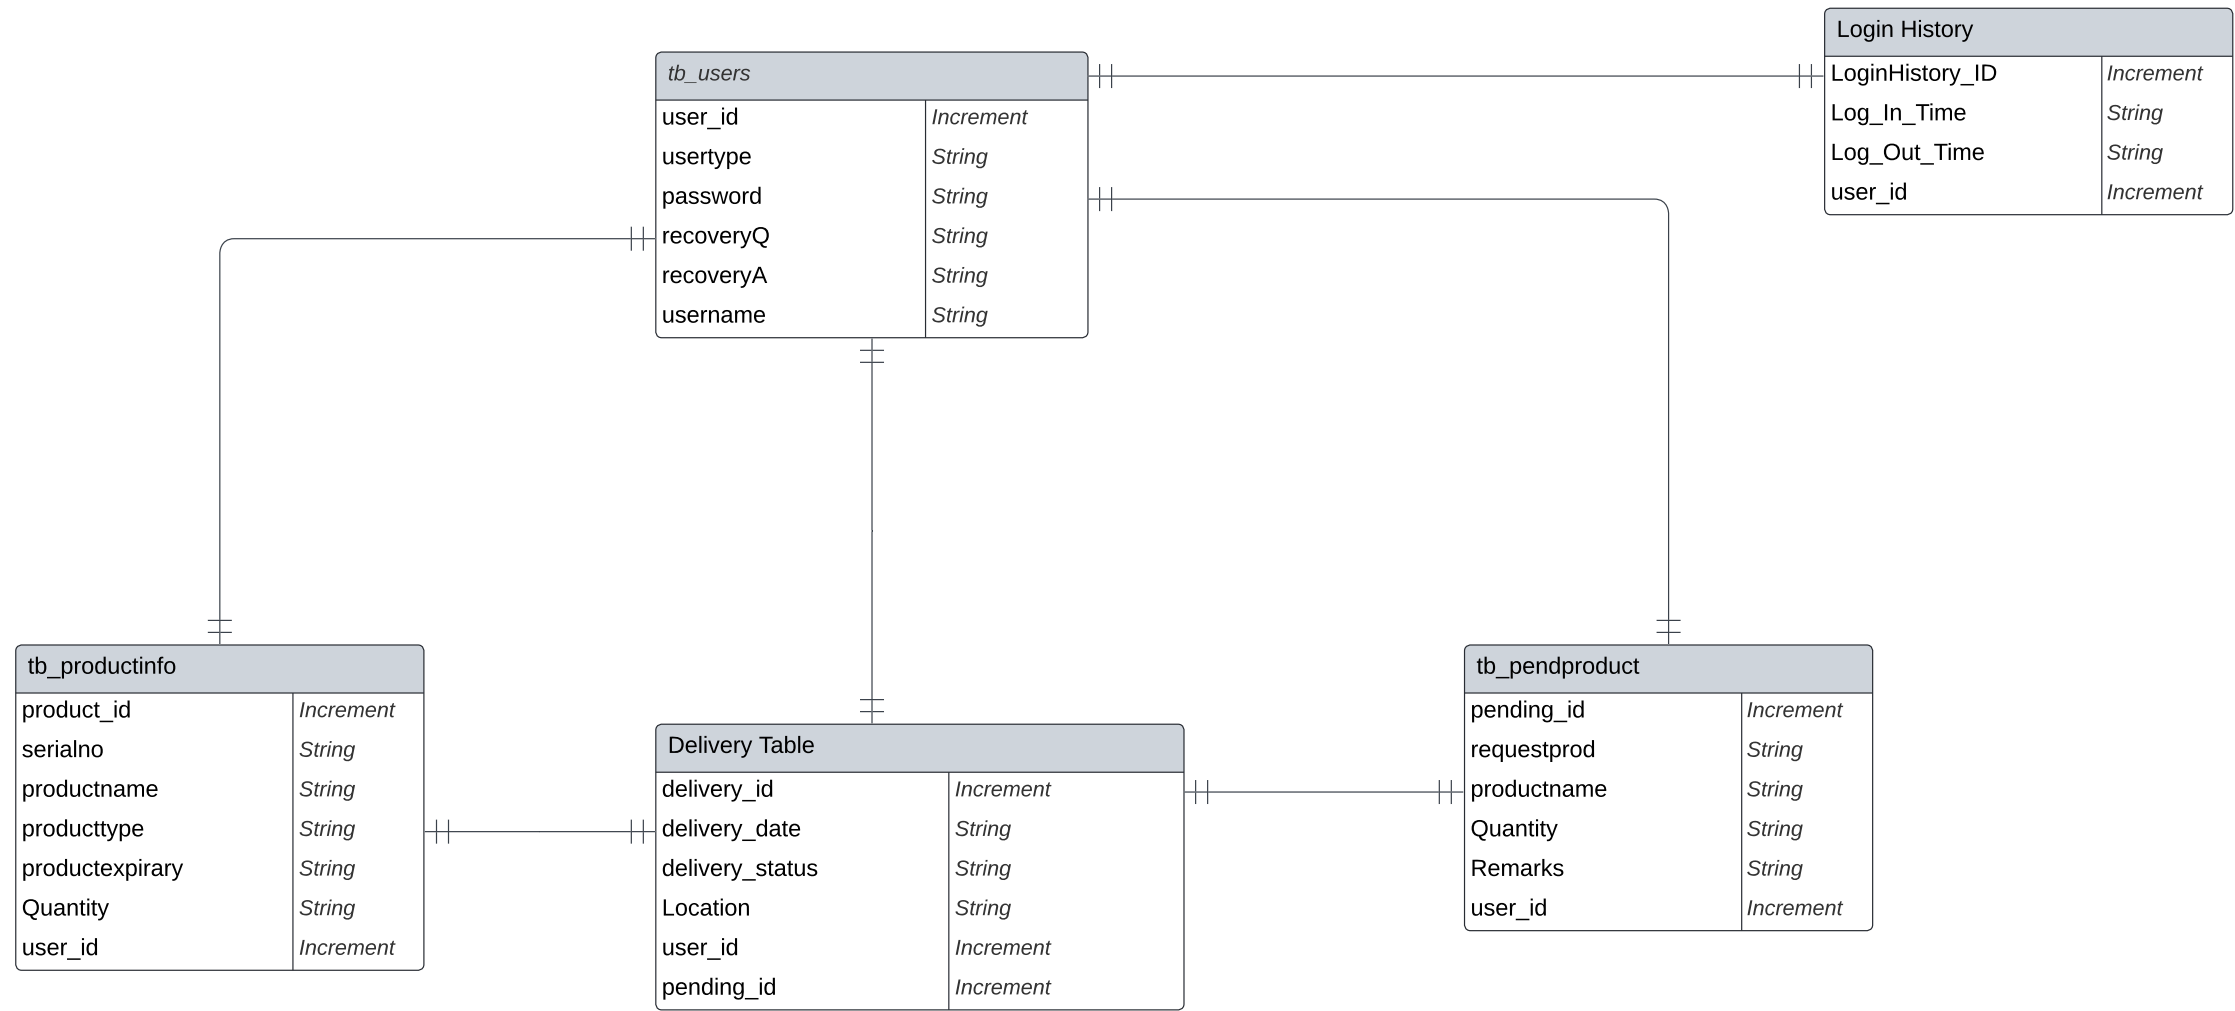 Login History
LoginHistory_ID Increment
Log_In_Time String
Log_Out_Time String
user_id Increment
tb_users
user_id Increment
usertype String
password String
recoveryQ String
recoveryA String
username String
tb_productinfo
product_id Increment
serialno String
productname String
producttype String
productexpirary String
Quantity String
user_id Increment
Delivery Table
delivery_id Increment
delivery_date String
delivery_status String
Location String
user_id Increment
pending_id Increment
tb_pendproduct
pending_id Increment
requestprod String
productname String
Quantity String
Remarks String
user_id Increment